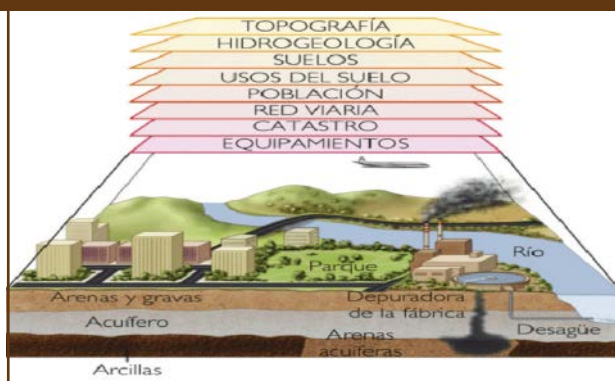 TOPOGRAFÍA
HIDROGEOLOGÍA
SUELOS
USOS DEL SUELO
POBLACIÓN
RED VIARIA
CATASTRO
EQUIPAMIENTOS
Río
Parque
Arenas y gravas
Depuradora
de la fábrica
Acuífero
Desagüe
Arenas
acuíferas
Arcillas